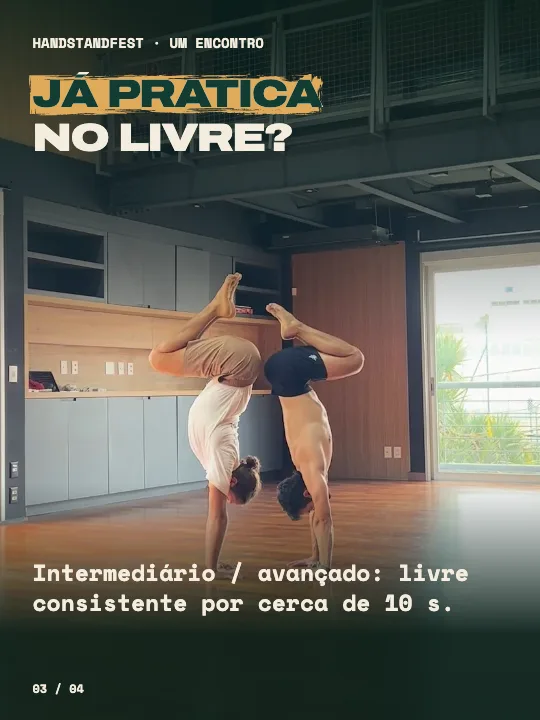 HANDSTANDFEST · UM ENCONTRO
JÁ PRATICA
NO LIVRE?
Intermediário / avançado: livre
consistente por cerca de 10 s.
03 / 04